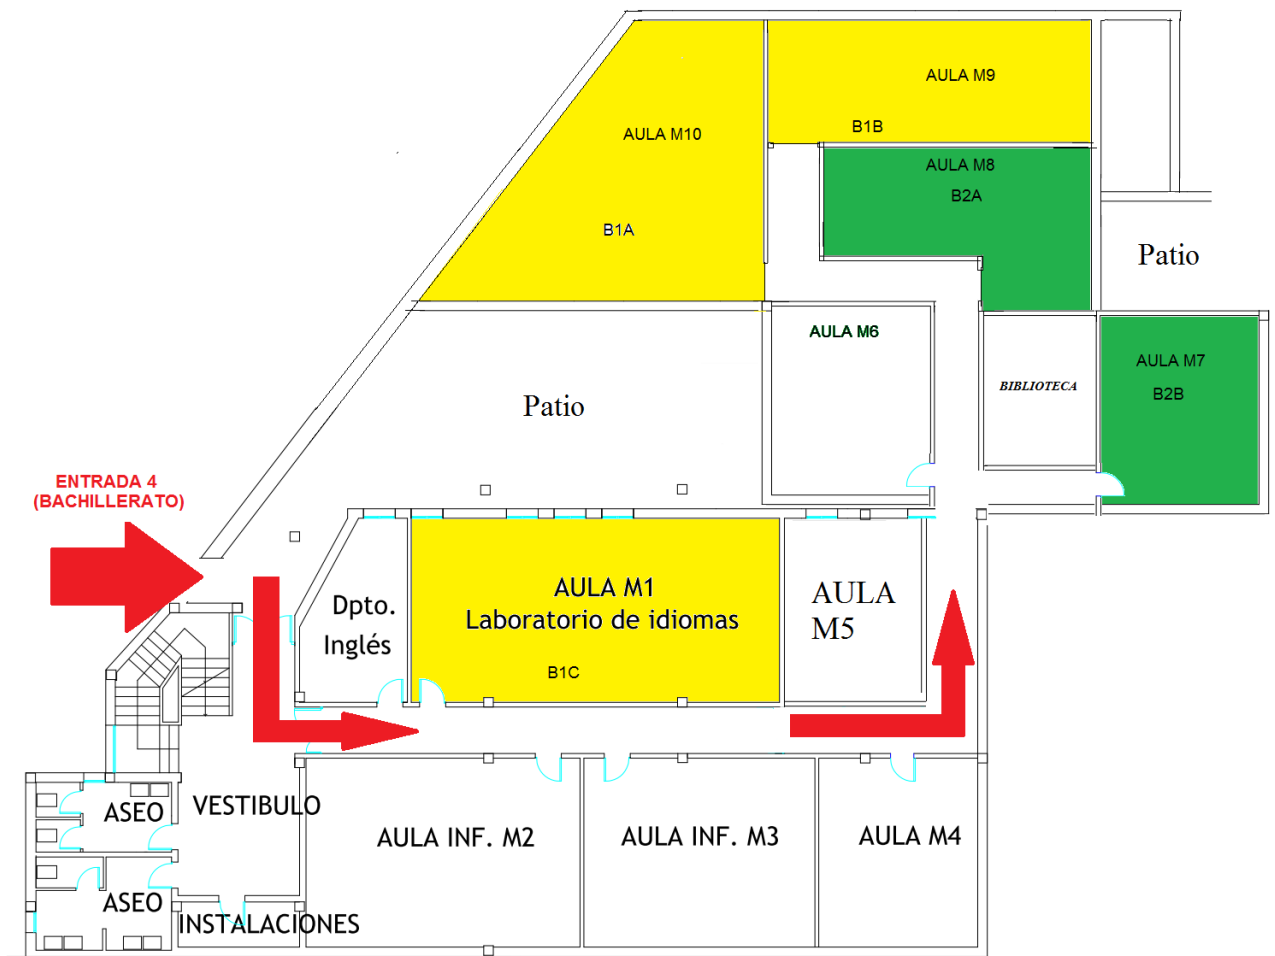 AULA M9
B1B
AULA M10
B1A
AULA M8
B2A
Patio
AULA M6
BIBLIOTECA
AULA M7
B2B
Patio
ENTRADA 4
(BACHILLERATO)
Dpto.
Inglés
AULA M1
Laboratorio de idiomas
B1C
AULA
M5
ASEO
VESTIBULO
AULA INF. M2
AULA INF. M3
AULA M4
ASEO
INSTALACIONES